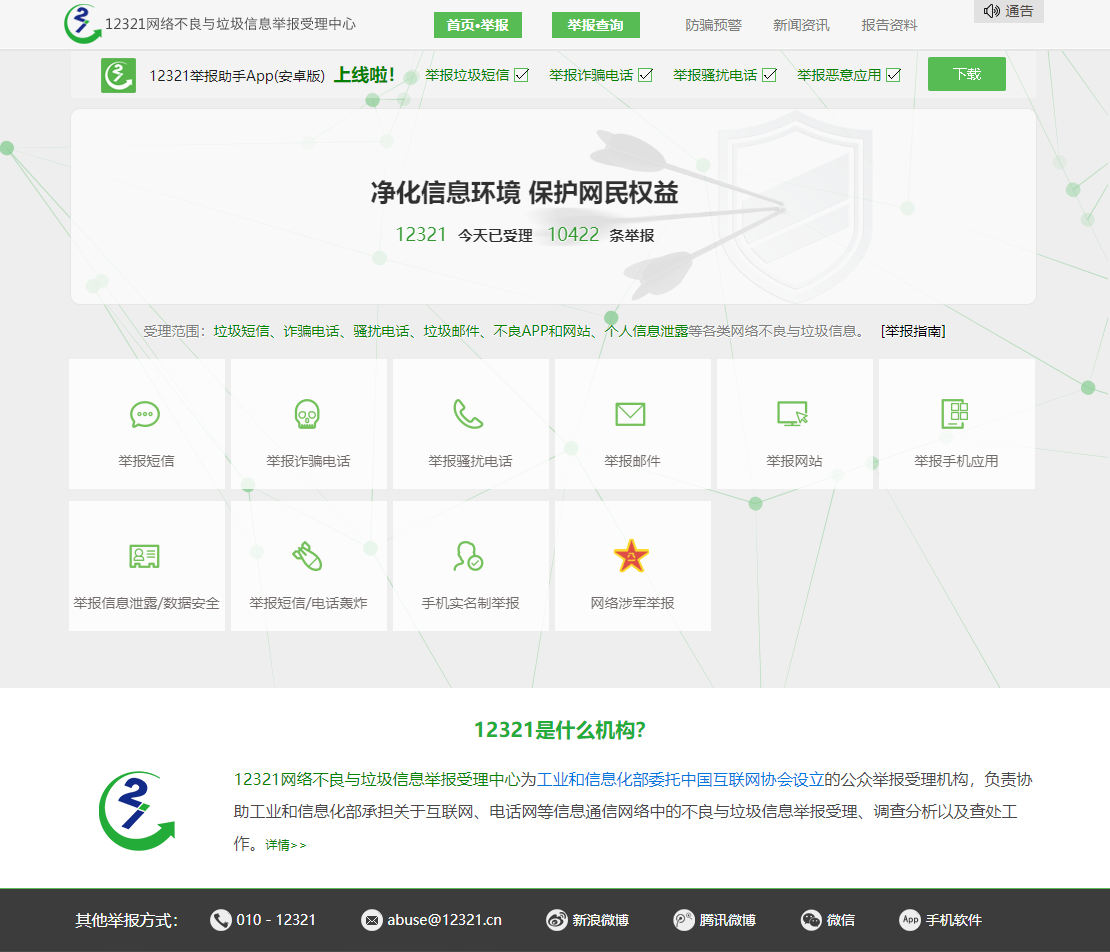 12321网络不良与垃圾信息举报受理中心 首页•举报 举报查询 防骗预警 新闻资讯 报告资料 通告
12321举报助手App(安卓版) 上线啦! 举报垃圾短信 举报诈骗电话 举报骚扰电话 举报恶意应用 下载
净化信息环境 保护网民权益
12321 今天已受理 10422 条举报
受理范围：垃圾短信、诈骗电话、骚扰电话、垃圾邮件、不良APP和网站、个人信息泄露等各类网络不良与垃圾信息。 [举报指南]
举报短信 举报诈骗电话 举报骚扰电话 举报邮件 举报网站 举报手机应用
举报信息泄露/数据安全 举报短信/电话轰炸 手机实名制举报 网络涉军举报
12321是什么机构?
12321网络不良与垃圾信息举报受理中心为工业和信息化部委托中国互联网协会设立的公众举报受理机构，负责协
助工业和信息化部承担关于互联网、电话网等信息通信网络中的不良与垃圾信息举报受理、调查分析以及查处工
作。详情>>
其他举报方式： 010 - 12321 abuse@12321.cn 新浪微博 腾讯微博 微信 App 手机软件